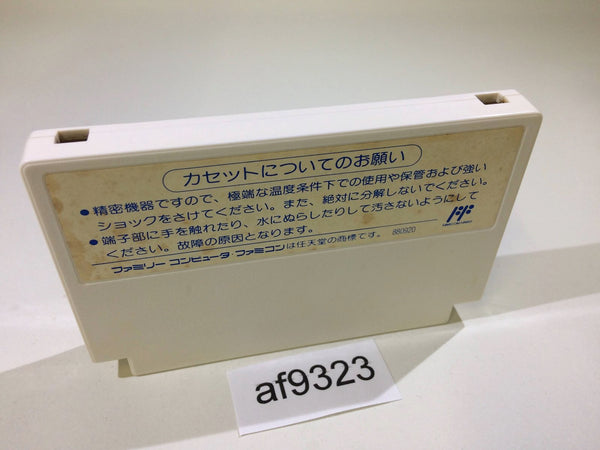 カセットについてのお願い
●精密機器ですので、極端な温度条件下での使用や保管および強い
ショックをさけてください。また、絶対に分解しないでください。
●端子部に手を触れたり、水にぬらしたりして汚さないようにして
ください。故障の原因となります。
ファミリーコンピュータ・ファミコンは任天堂の商標です。 880920
af9323